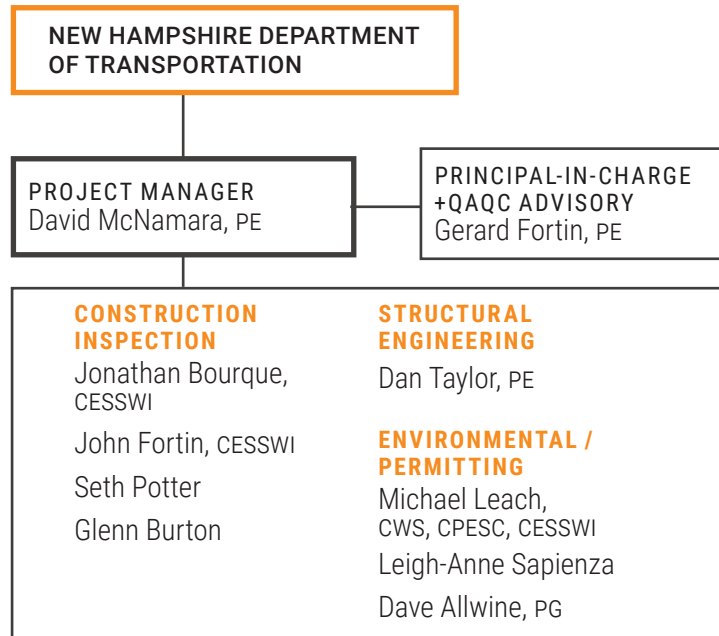 NEW HAMPSHIRE DEPARTMENT
OF TRANSPORTATION
PROJECT MANAGER
David McNamara, PE
PRINCIPAL-IN-CHARGE
+QAQC ADVISORY
Gerard Fortin, PE
CONSTRUCTION
INSPECTION
Jonathan Bourque,
CESSWI
John Fortin, CESSWI
Seth Potter
Glenn Burton
STRUCTURAL
ENGINEERING
Dan Taylor, PE
ENVIRONMENTAL /
PERMITTING
Michael Leach,
CWS, CPESC, CESSWI
Leigh-Anne Sapienza
Dave Allwine, PG